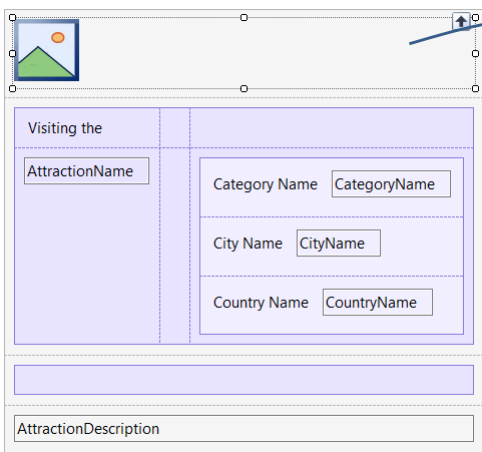 Visiting the
AttractionName
Category Name CategoryName
City Name CityName
Country Name CountryName
AttractionDescription